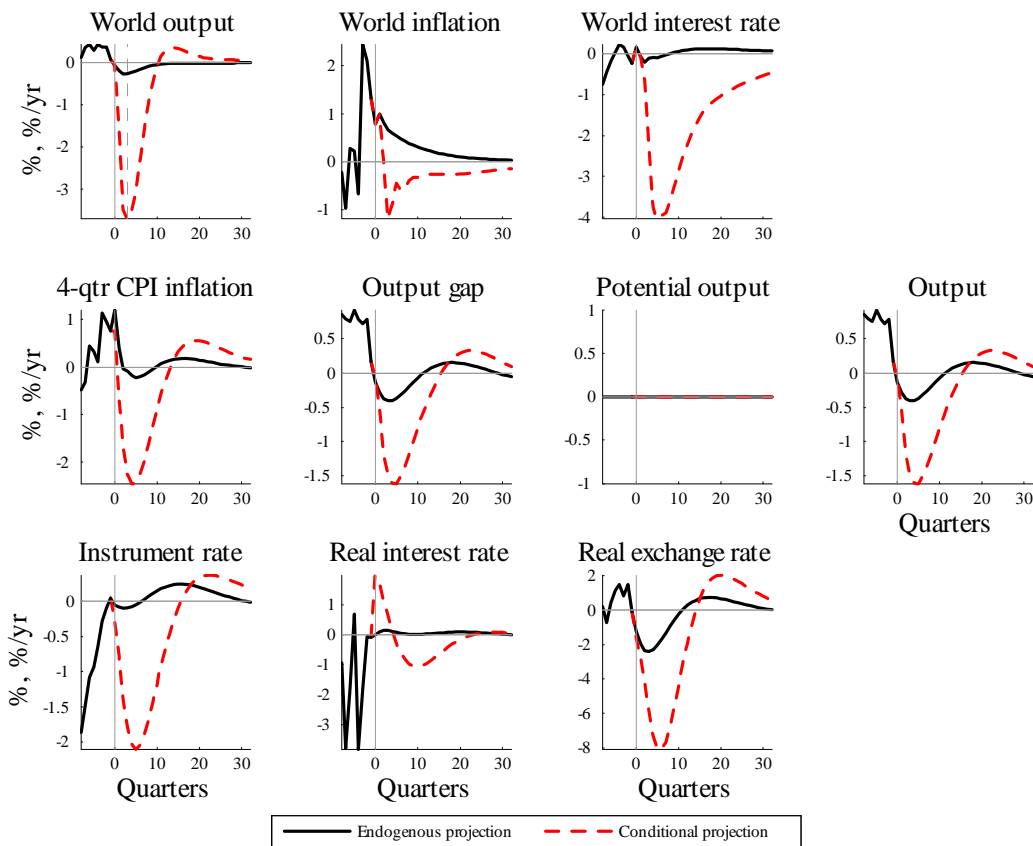 World output World inflation World interest rate
0
-1
-2
-3
0 10 20 30
2
1
0
-1
0 10 20 30
0
-1
-2
-3
-4
0 10 20 30
%, %/yr
4-qtr CPI inflation Output gap Potential output Output
1
0
-1
-2
0 10 20 30
0.5
0
-0.5
-1
-1.5
0 10 20 30
1
0.5
0
-0.5
-1
0 10 20 30
0.5
0
-0.5
-1
-1.5
0 10 20 30
%, %/yr
Quarters
Instrument rate Real interest rate Real exchange rate
0
-0.5
-1
-1.5
-2
0 10 20 30
1
0
-1
-2
-3
0 10 20 30
2
0
-2
-4
-6
-8
0 10 20 30
%, %/yr
Quarters Quarters Quarters
Endogenous projection Conditional projection